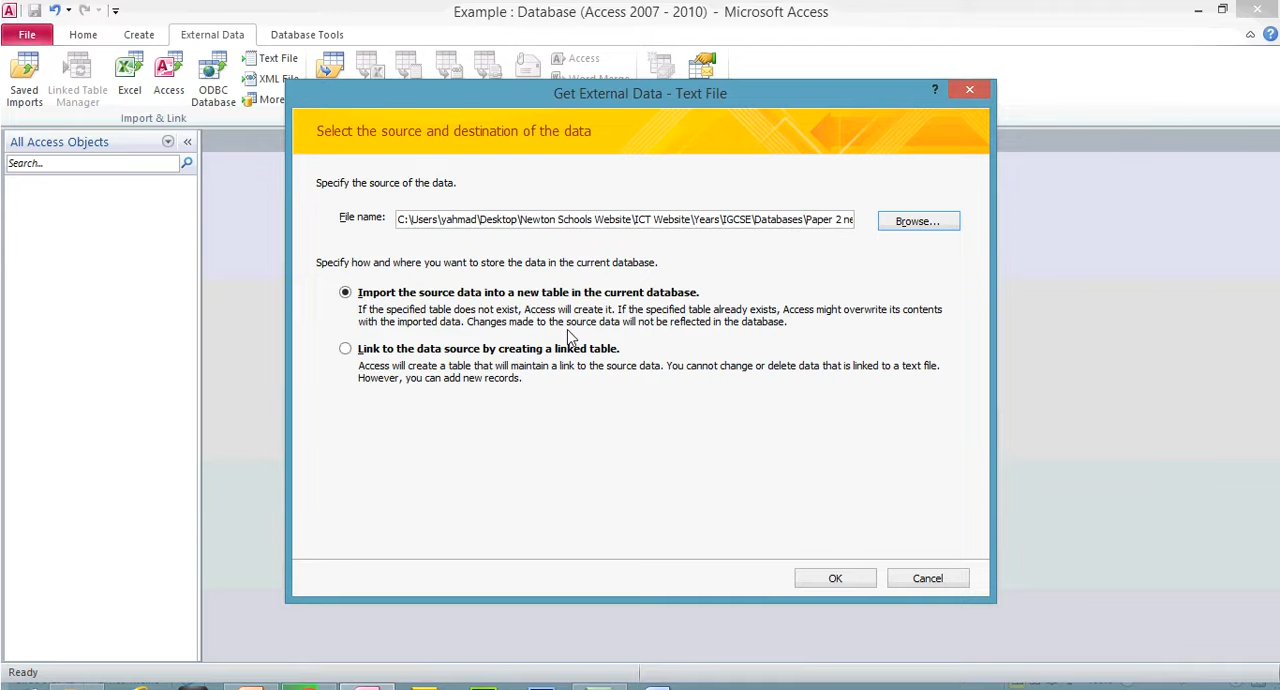 Example : Database (Access 2007 - 2010) - Microsoft Access
File Home Create External Data Database Tools
Saved Imports
Linked Table Manager
Excel
Access
ODBC Database
Text File
XML File
More
Access
Word Merge
Import & Link
All Access Objects
Search...
Get External Data - Text File
Select the source and destination of the data
Specify the source of the data.
File name: C:\Users\yahmad\Desktop\Newton Schools Website\ICT Website\Years\IGCSE\Databases\Paper 2 ne Browse...
Specify how and where you want to store the data in the current database.
Import the source data into a new table in the current database.
If the specified table does not exist, Access will create it. If the specified table already exists, Access might overwrite its contents
with the imported data. Changes made to the source data will not be reflected in the database.
Link to the data source by creating a linked table.
Access will create a table that will maintain a link to the source data. You cannot change or delete data that is linked to a text file.
However, you can add new records.
OK Cancel
Ready